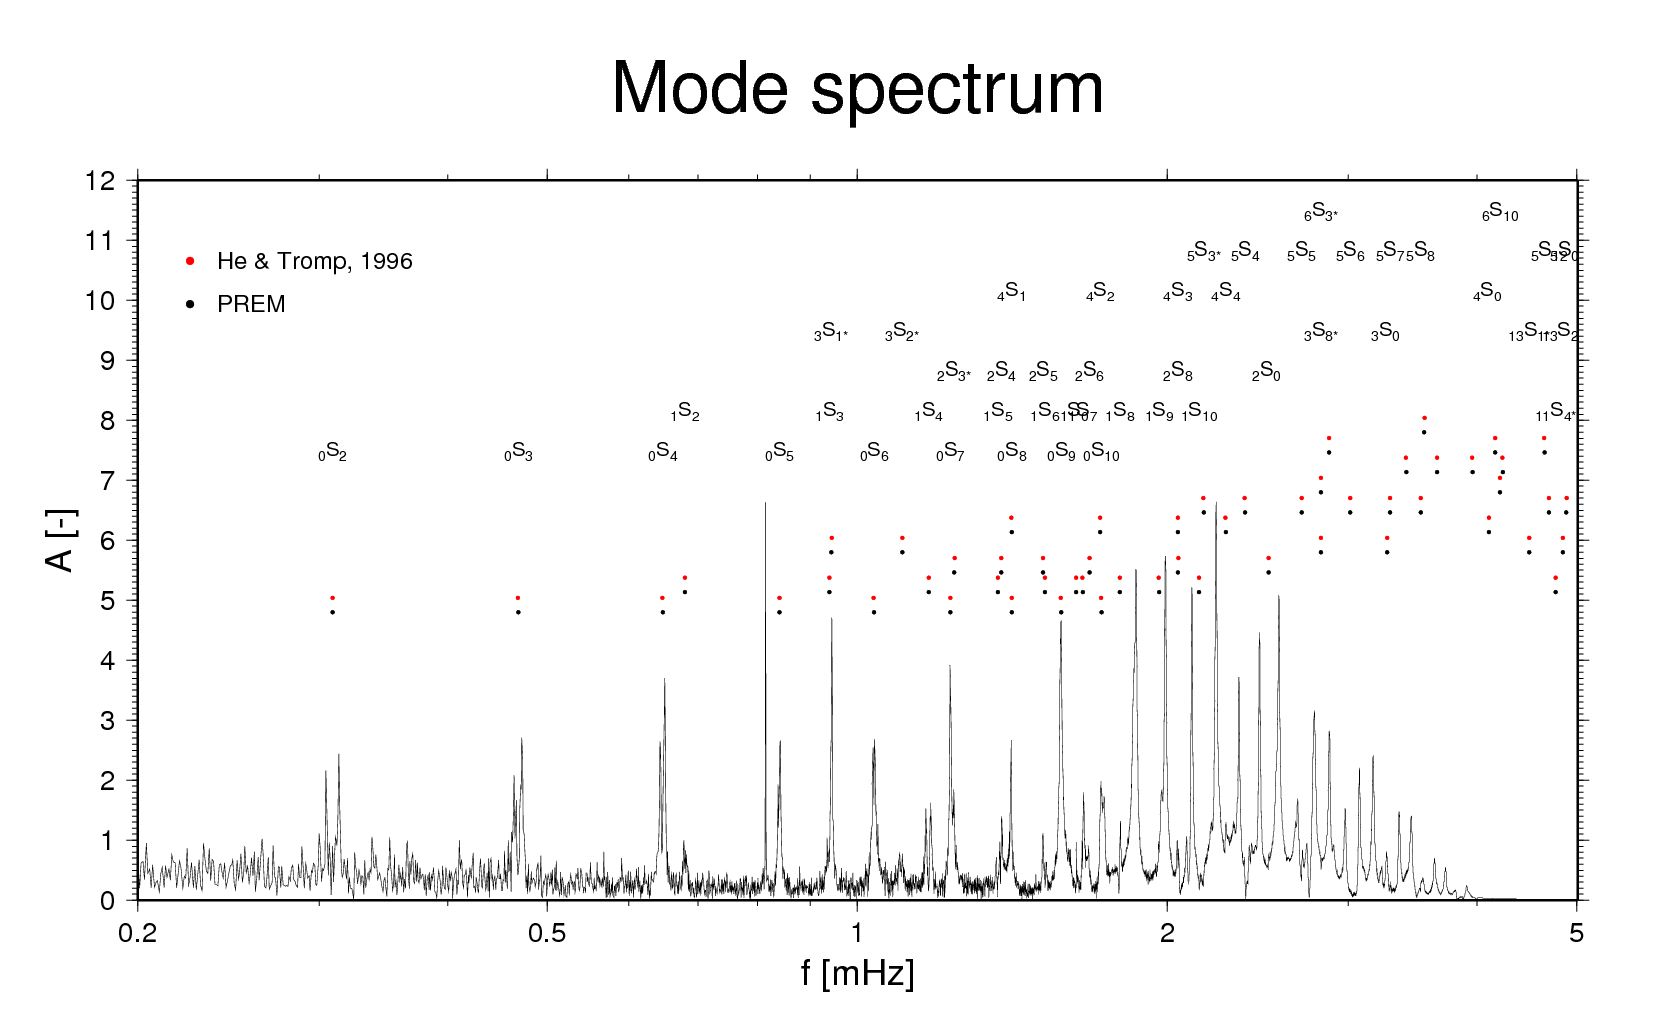 Mode spectrum
12
11
10
9
8
7
6
5
4
3
2
1
0
A [-]
He & Tromp, 1996
PREM
6S3* 6S10
5S3* 5S4 5S5 5S6 5S7 5S8
4S1 4S2 4S3 4S4 4S0
3S1* 3S2* 3S8* 3S0 13S1* 13S2
2S3* 2S4 2S5 2S6 2S8 2S0
1S2 1S3 1S4 1S5 1S8 1S9 1S10 11S4*
0S2 0S3 0S4 0S5 0S6 0S7 0S8 0S9 0S10
0.2 0.5 1 2 5
f [mHz]